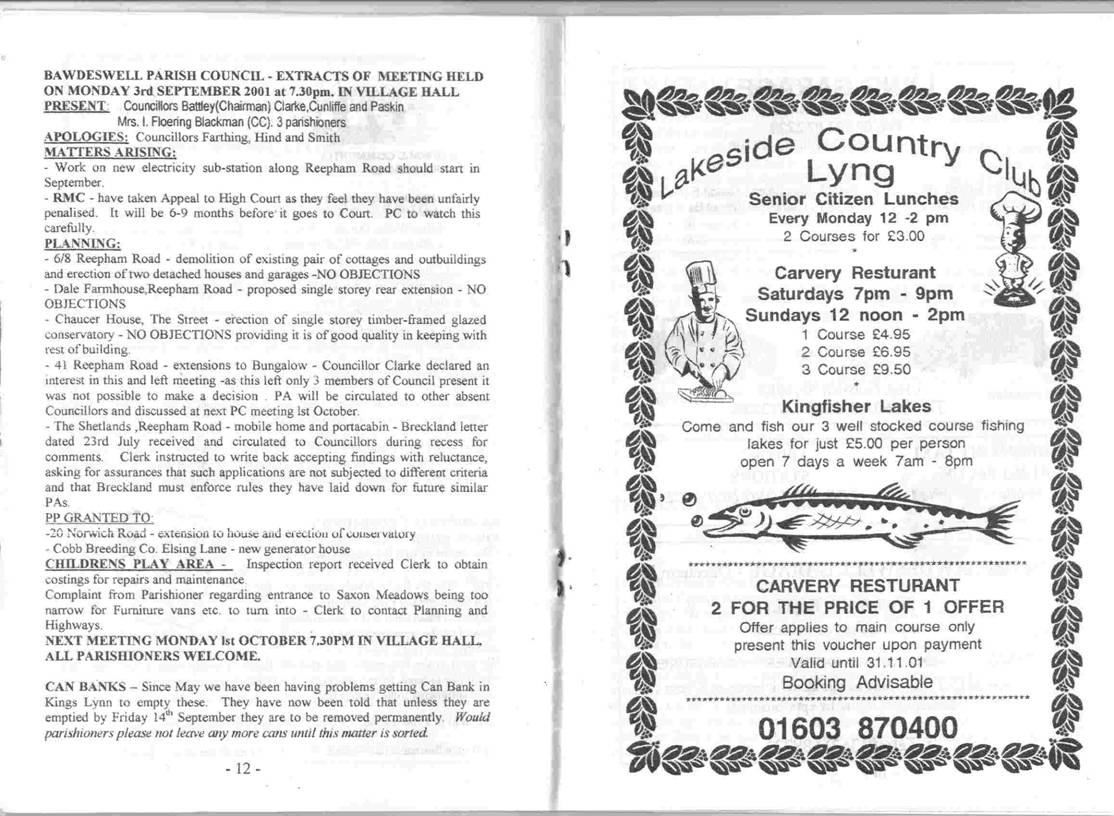 BAWDESWELL PARISH COUNCIL - EXTRACTS OF MEETING HELD
ON MONDAY 3rd SEPTEMBER 2001 at 7.30pm. IN VILLAGE HALL
PRESENT: Councillors Battley(Chairman) Clarke,Cunliffe and Paskin
Mrs. I. Floering Blackman (CC). 3 parishioners
APOLOGIES: Councillors Farthing, Hind and Smith
MATTERS ARISING:
- Work on new electricity sub-station along Reepham Road should start in
September.
- RMC - have taken Appeal to High Court as they feel they have been unfairly
penalised. It will be 6-9 months before it goes to Court. PC to watch this
carefully.
PLANNING:
- 6/8 Reepham Road - demolition of existing pair of cottages and outbuildings
and erection of two detached houses and garages -NO OBJECTIONS
- Dale Farmhouse,Reepham Road - proposed single storey rear extension - NO
OBJECTIONS
- Chaucer House, The Street - erection of single storey timber-framed glazed
conservatory - NO OBJECTIONS providing it is of good quality in keeping with
rest of building.
- 41 Reepham Road - extensions to Bungalow - Councillor Clarke declared an
interest in this and left meeting -as this left only 3 members of Council present it
was not possible to make a decision . PA will be circulated to other absent
Councillors and discussed at next PC meeting 1st October.
- The Shetlands ,Reepham Road - mobile home and portacabin - Breckland letter
dated 23rd July received and circulated to Councillors during recess for
comments. Clerk instructed to write back accepting findings with reluctance,
asking for assurances that such applications are not subjected to different criteria
and that Breckland must enforce rules they have laid down for future similar
PAs.
PP GRANTED TO:
-20 Norwich Road - extension to house and erection of conservatory
- Cobb Breeding Co. Elsing Lane - new generator house
CHILDRENS PLAY AREA - Inspection report received Clerk to obtain
costings for repairs and maintenance
Complaint from Parishioner regarding entrance to Saxon Meadows being too
narrow for Furniture vans etc. to turn into - Clerk to contact Planning and
Highways.
NEXT MEETING MONDAY 1st OCTOBER 7.30PM IN VILLAGE HALL.
ALL PARISHIONERS WELCOME.
CAN BANKS – Since May we have been having problems getting Can Bank in
Kings Lynn to empty these. They have now been told that unless they are
emptied by Friday 14th September they are to be removed permanently. Would
parishioners please not leave any more cans until this matter is sorted.
- 12 -
Lakeside Country Club
Lyng
Senior Citizen Lunches
Every Monday 12 -2 pm
2 Courses for £3.00
*
Carvery Resturant
Saturdays 7pm - 9pm
Sundays 12 noon - 2pm
1 Course £4.95
2 Course £6.95
3 Course £9.50
*
Kingfisher Lakes
Come and fish our 3 well stocked course fishing
lakes for just £5.00 per person
open 7 days a week 7am - 8pm
CARVERY RESTURANT
2 FOR THE PRICE OF 1 OFFER
Offer applies to main course only
present this voucher upon payment
Valid until 31.11.01
Booking Advisable
01603 870400